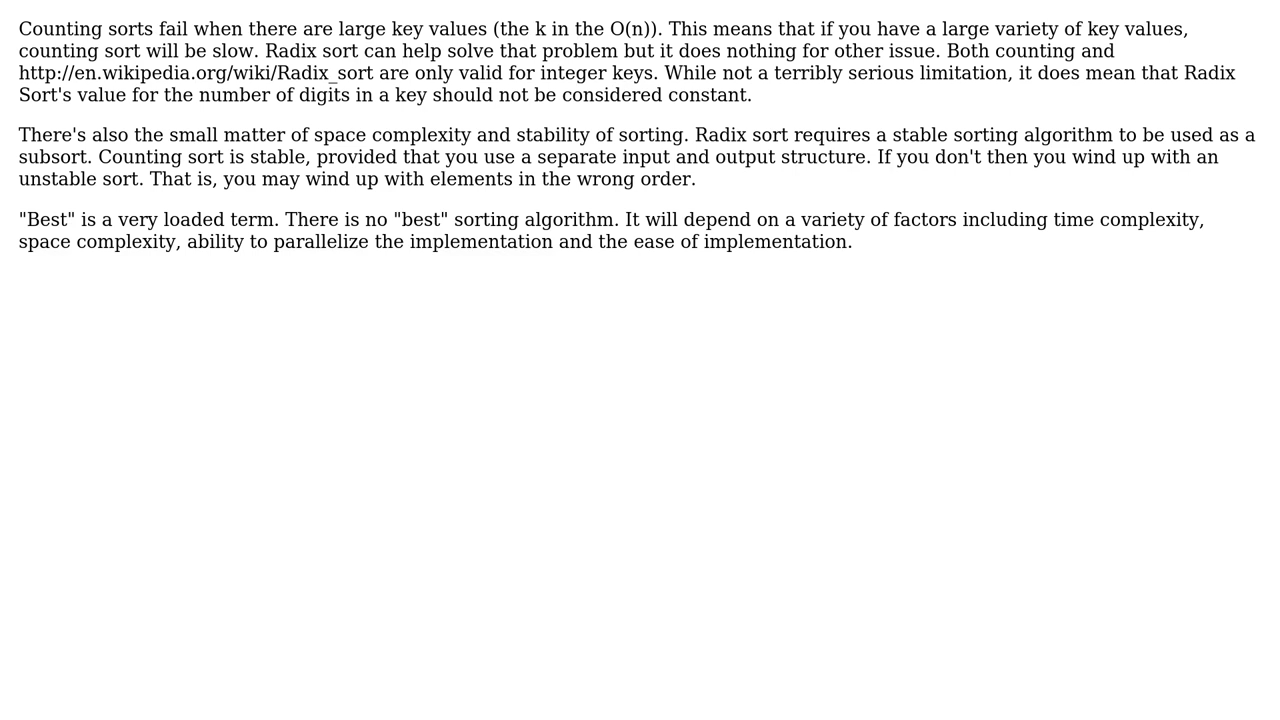 Counting sorts fail when there are large key values (the k in the O(n)). This means that if you have a large variety of key values,
counting sort will be slow. Radix sort can help solve that problem but it does nothing for other issue. Both counting and
http://en.wikipedia.org/wiki/Radix_sort are only valid for integer keys. While not a terribly serious limitation, it does mean that Radix
Sort's value for the number of digits in a key should not be considered constant.
There's also the small matter of space complexity and stability of sorting. Radix sort requires a stable sorting algorithm to be used as a
subsort. Counting sort is stable, provided that you use a separate input and output structure. If you don't then you wind up with an
unstable sort. That is, you may wind up with elements in the wrong order.
"Best" is a very loaded term. There is no "best" sorting algorithm. It will depend on a variety of factors including time complexity,
space complexity, ability to parallelize the implementation and the ease of implementation.